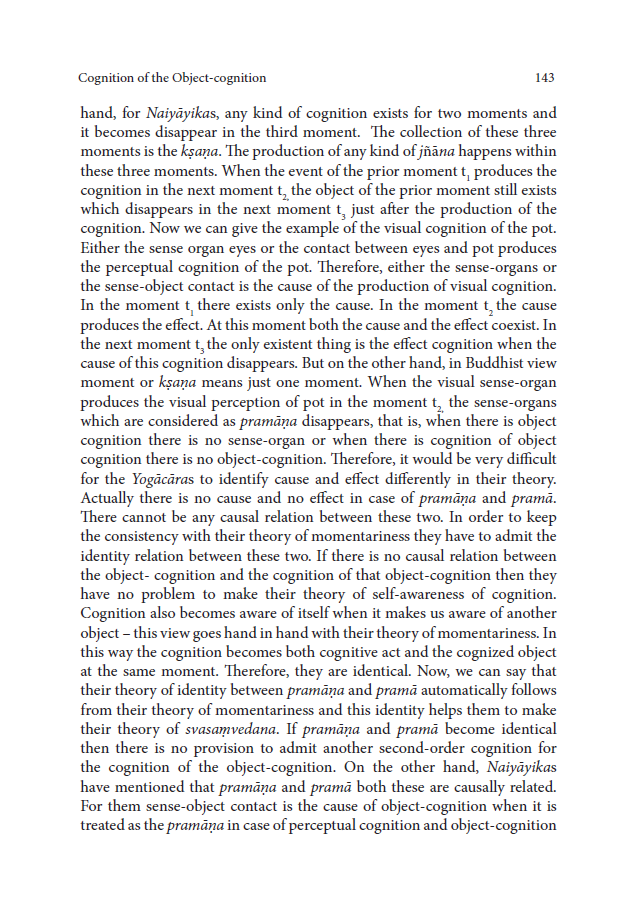 Cognition of the Object-cognition 143
hand, for Naiyāyikas, any kind of cognition exists for two moments and
it becomes disappear in the third moment. The collection of these three
moments is the kṣaṇa. The production of any kind of jñāna happens within
these three moments. When the event of the prior moment t1 produces the
cognition in the next moment t2, the object of the prior moment still exists
which disappears in the next moment t3 just after the production of the
cognition. Now we can give the example of the visual cognition of the pot.
Either the sense organ eyes or the contact between eyes and pot produces
the perceptual cognition of the pot. Therefore, either the sense-organs or
the sense-object contact is the cause of the production of visual cognition.
In the moment t1 there exists only the cause. In the moment t2 the cause
produces the effect. At this moment both the cause and the effect coexist. In
the next moment t3 the only existent thing is the effect cognition when the
cause of this cognition disappears. But on the other hand, in Buddhist view
moment or kṣaṇa means just one moment. When the visual sense-organ
produces the visual perception of pot in the moment t2, the sense-organs
which are considered as pramāṇa disappears, that is, when there is object
cognition there is no sense-organ or when there is cognition of object
cognition there is no object-cognition. Therefore, it would be very difficult
for the Yogācāras to identify cause and effect differently in their theory.
Actually there is no cause and no effect in case of pramāṇa and pramā.
There cannot be any causal relation between these two. In order to keep
the consistency with their theory of momentariness they have to admit the
identity relation between these two. If there is no causal relation between
the object- cognition and the cognition of that object-cognition then they
have no problem to make their theory of self-awareness of cognition.
Cognition also becomes aware of itself when it makes us aware of another
object – this view goes hand in hand with their theory of momentariness. In
this way the cognition becomes both cognitive act and the cognized object
at the same moment. Therefore, they are identical. Now, we can say that
their theory of identity between pramāṇa and pramā automatically follows
from their theory of momentariness and this identity helps them to make
their theory of svasaṃvedana. If pramāṇa and pramā become identical
then there is no provision to admit another second-order cognition for
the cognition of the object-cognition. On the other hand, Naiyāyikas
have mentioned that pramāṇa and pramā both these are causally related.
For them sense-object contact is the cause of object-cognition when it is
treated as the pramāṇa in case of perceptual cognition and object-cognition